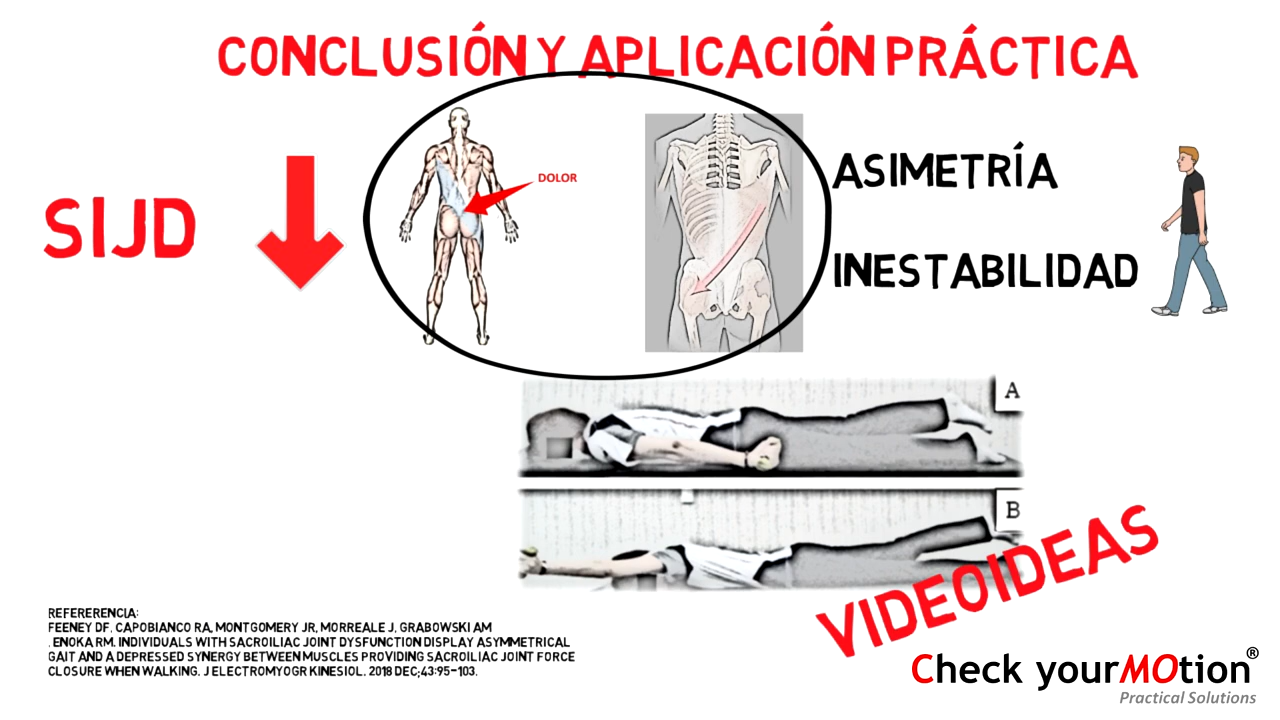 CONCLUSIÓN Y APLICACIÓN PRÁCTICA
SIJD
DOLOR
ASIMETRÍA
INESTABILIDAD
A
B
VIDEOIDEAS
REFERERENCIA:
FEENEY DF, CAPOBIANCO RA, MONTGOMERY JR, MORREALE J, GRABOWSKI AM
, ENOKA RM. INDIVIDUALS WITH SACROILIAC JOINT DYSFUNCTION DISPLAY ASYMMETRICAL
GAIT AND A DEPRESSED SYNERGY BETWEEN MUSCLES PROVIDING SACROILIAC JOINT FORCE
CLOSURE WHEN WALKING. J ELECTROMYOGR KINESIOL. 2018 DEC;43:95-103.
Check yourMOtion®
Practical Solutions